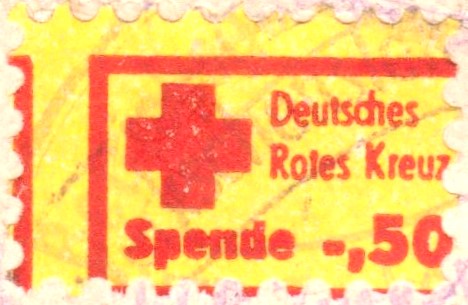 Deutsches
Rotes Kreuz
Spende -,50